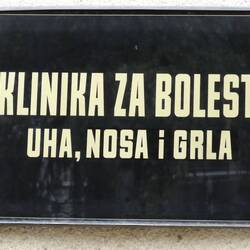 KLINIKA ZA BOLEST
UHA, NOSA i GRLA